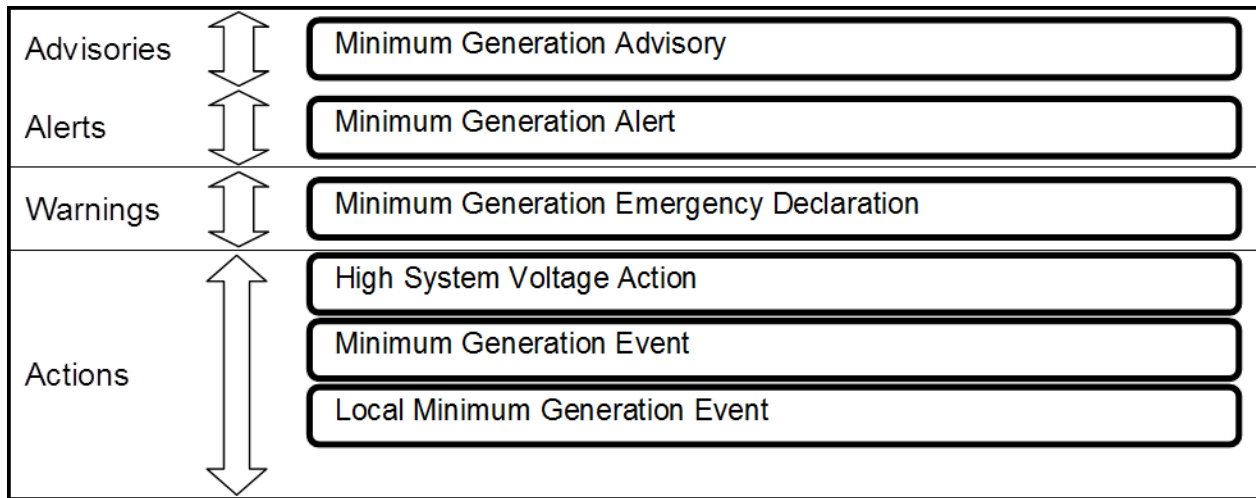 Advisories
Minimum Generation Advisory
Alerts
Minimum Generation Alert
Warnings
Minimum Generation Emergency Declaration
Actions
High System Voltage Action
Minimum Generation Event
Local Minimum Generation Event